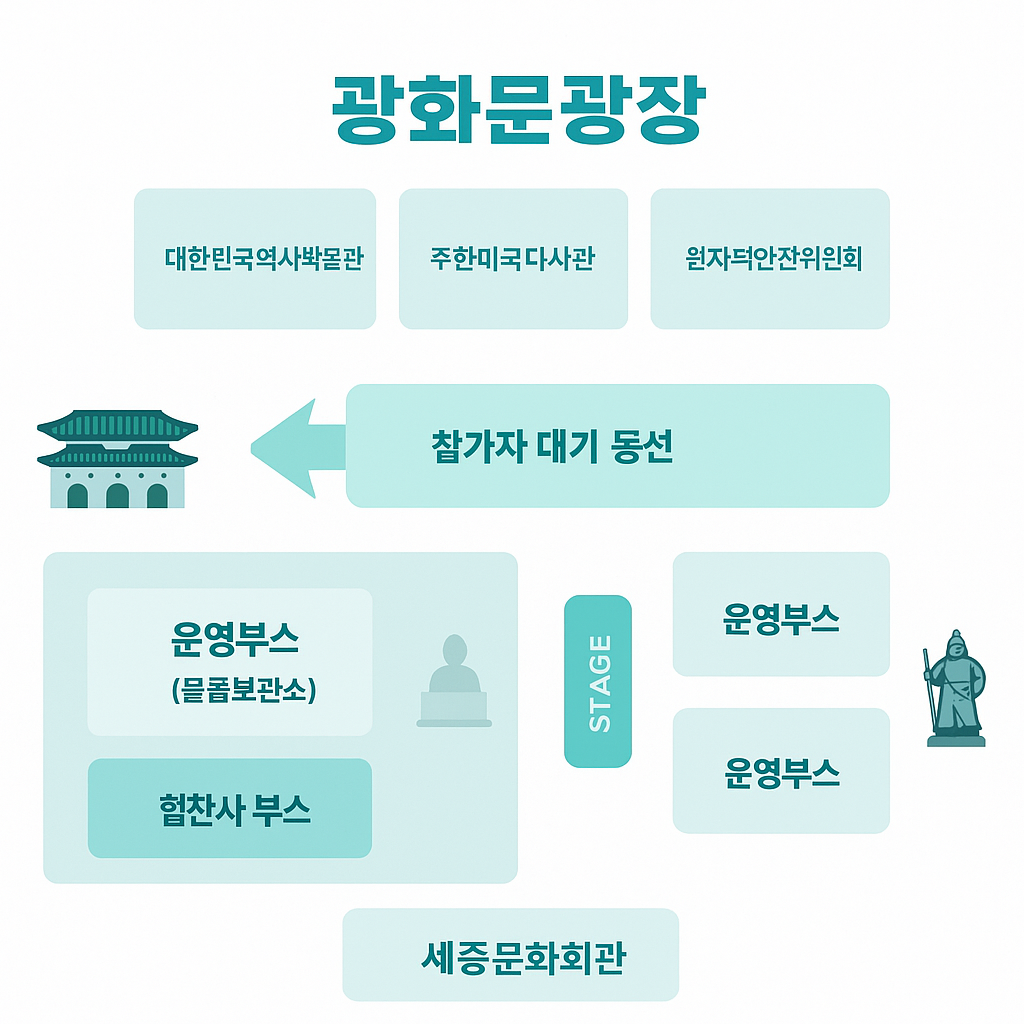 광화문광장
대한민국역사박물관
주한미국다사관
원자덕안잔위원회
참가자 대기 동선
운영부스
(믈폼보관소)
STAGE
운영부스
운영부스
협찬사 부스
세증문화회관